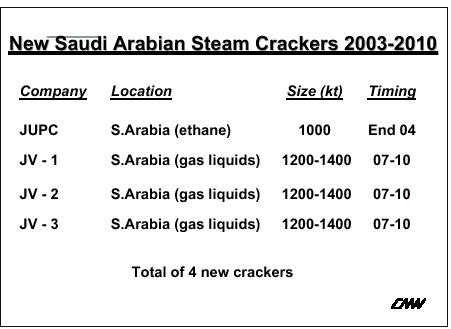 New Saudi Arabian Steam Crackers 2003-2010
Company Location Size (kt) Timing
JUPC S.Arabia (ethane) 1000 End 04
JV - 1 S.Arabia (gas liquids) 1200-1400 07-10
JV - 2 S.Arabia (gas liquids) 1200-1400 07-10
JV - 3 S.Arabia (gas liquids) 1200-1400 07-10
Total of 4 new crackers